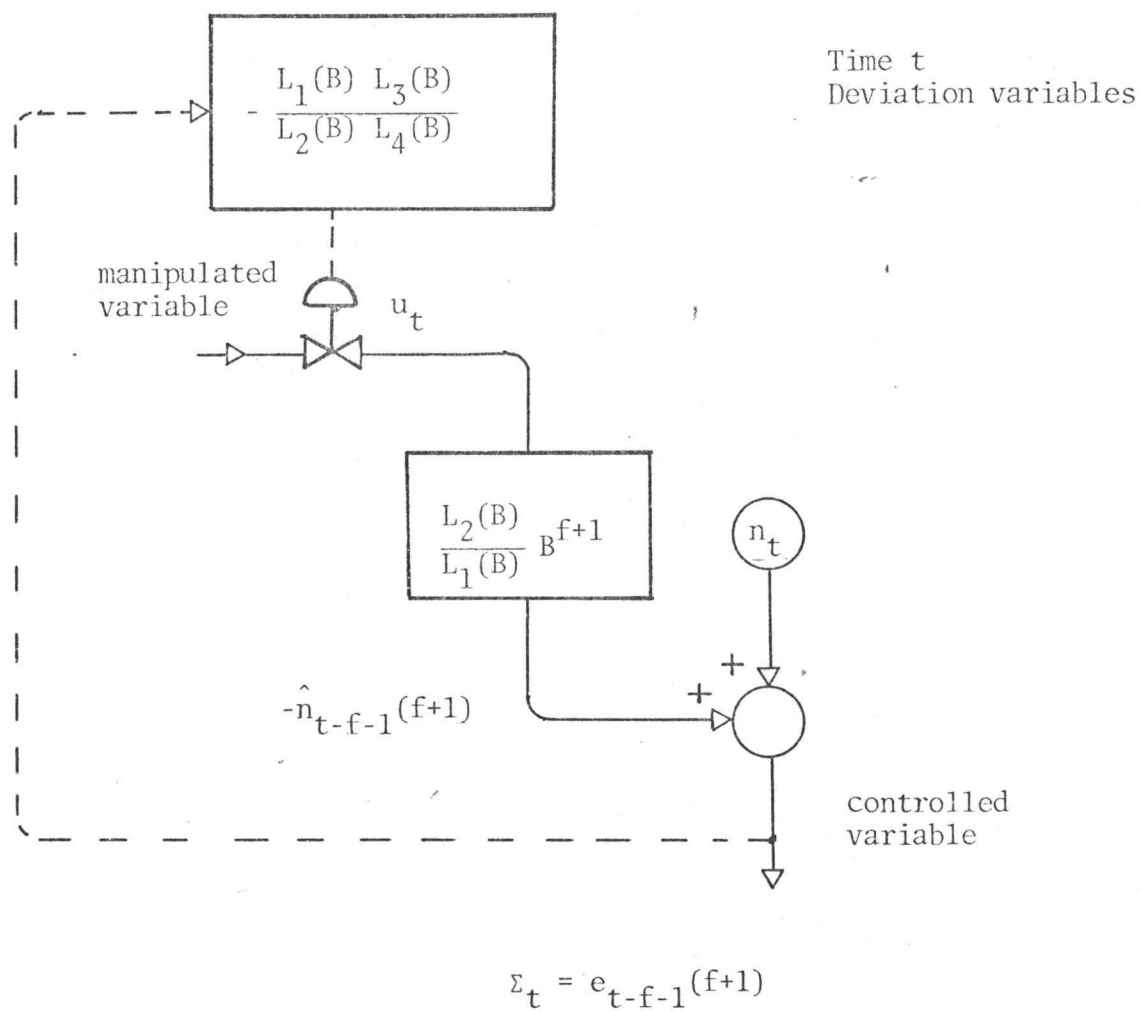 Time t
Deviation variables
- L₁(B) L₃(B)
L₂(B) L₄(B)
manipulated
variable
uₜ
L₂(B)
L₁(B)
B^{f+1}
nₜ
+
+
-n̂_{t-f-1}(f+1)
controlled
variable
Σₜ = e_{t-f-1}(f+1)